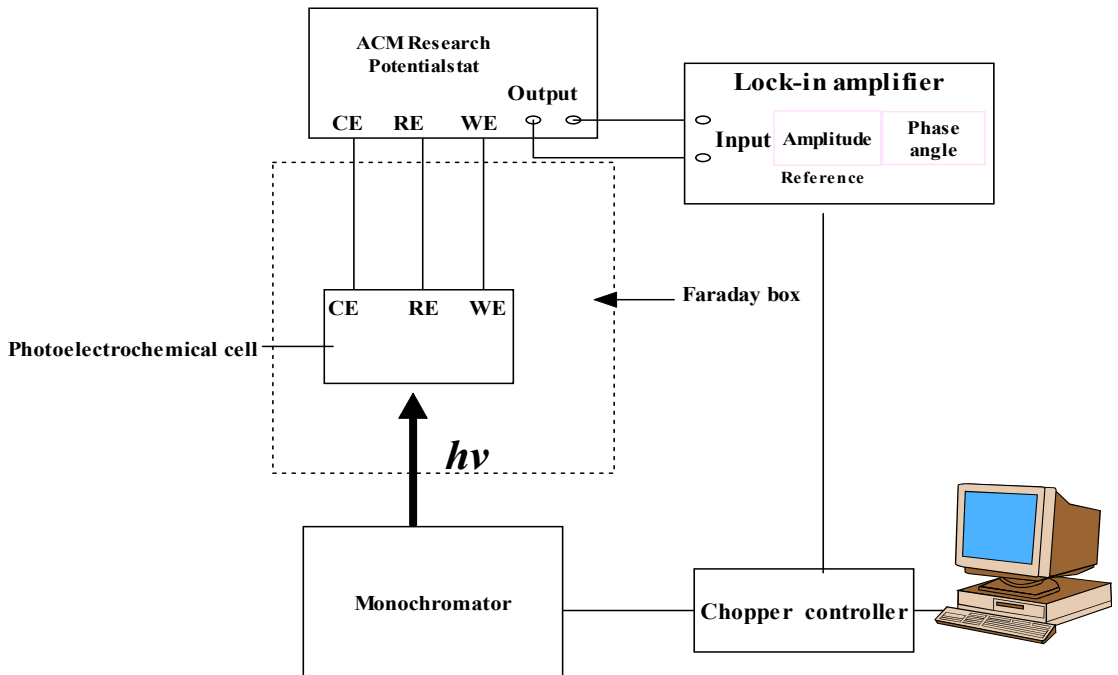 ACM Research
Potentialstat
Output
CE RE WE
Lock-in amplifier
Input
Amplitude
Phase
angle
Reference
CE RE WE
Faraday box
Photoelectrochemical cell
hν
Monochromator
Chopper controller